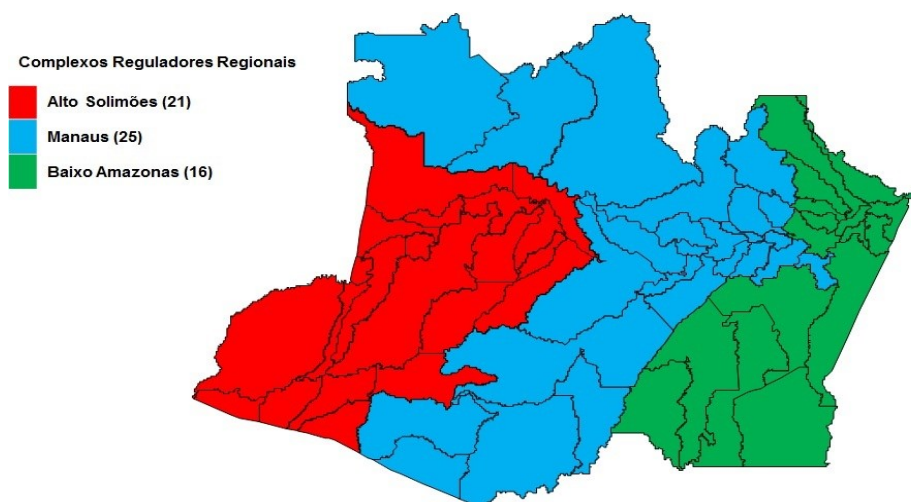 Complexos Reguladores Regionais
Alto Solimões (21)
Manaus (25)
Baixo Amazonas (16)